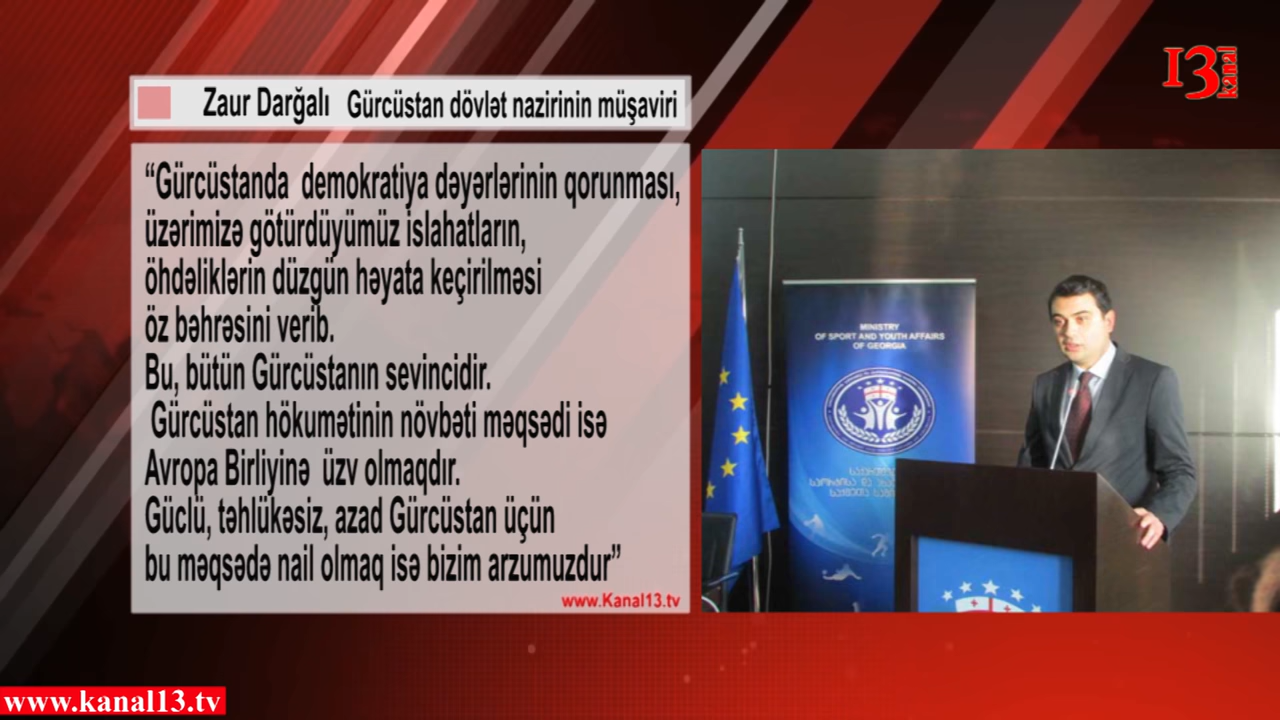 13 kanal
Zaur Darğalı Gürcüstan dövlət nazirinin müşaviri
“Gürcüstanda demokratiya dəyərlərinin qorunması,
üzərimizə götürdüyümüz islahatların,
öhdəliklərin düzgün həyata keçirilməsi
öz bəhrəsini verib.
Bu, bütün Gürcüstanın sevincidir.
Gürcüstan hökumətinin növbəti məqsədi isə
Avropa Birliyinə üzv olmaqdır.
Güclü, təhlükəsiz, azad Gürcüstan üçün
bu məqsədə nail olmaq isə bizim arzumuzdur”
www.Kanal13.tv
MINISTRY
OF SPORT AND YOUTH AFFAIRS
OF GEORGIA
www.kanal13.tv